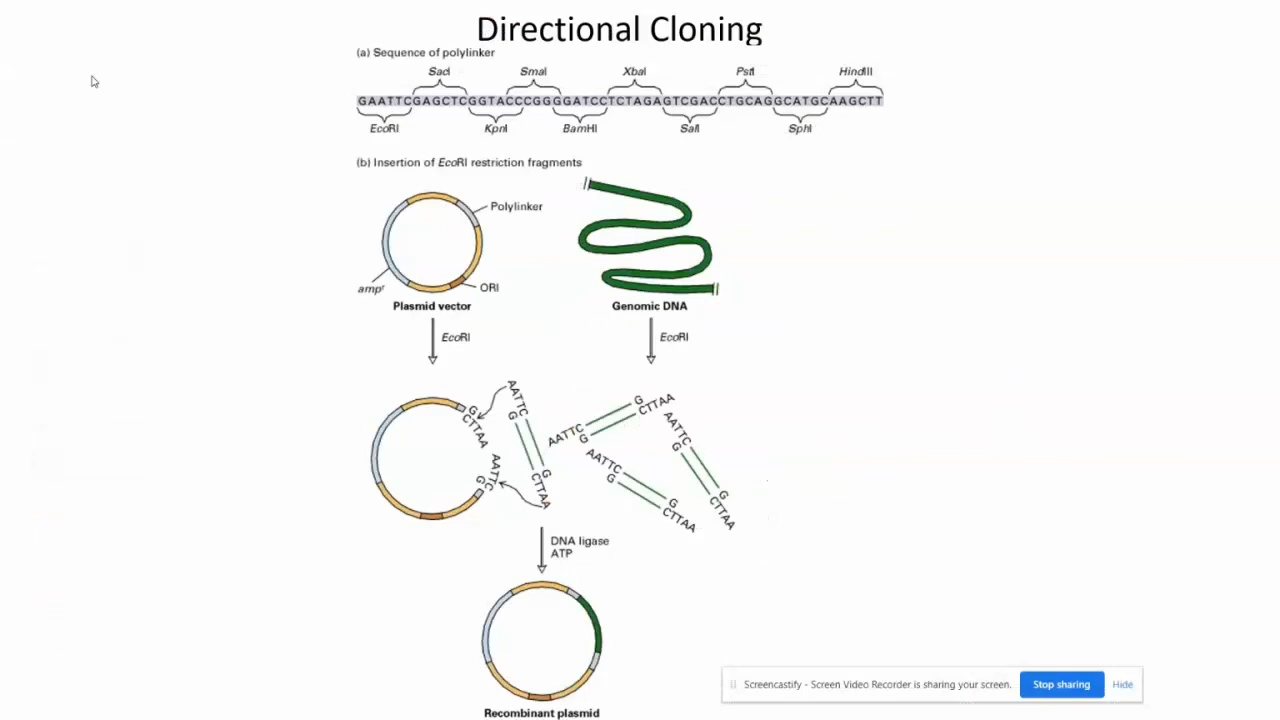 Directional Cloning
(a) Sequence of polylinker
SacI SmaI XbaI PstI HindIII
GAATTCGAGCTCGGTACCCGGGGATCCTCTAGAGTCGACCTGCAGGCATGCAAGCTT
EcoRI KpnI BamHI SalI SphI
(b) Insertion of EcoRI restriction fragments
Polylinker
ampr
ORI
Plasmid vector
Genomic DNA
EcoRI
EcoRI
G
CTTAA
AATTC
G
AATTC
G
G
CTTAA
AATTC
G
G
CTTAA
AATTC
G
G
CTTAA
AATTC
G
G
CTTAA
DNA ligase
ATP
Recombinant plasmid
Screencastify - Screen Video Recorder is sharing your screen.
Stop sharing
Hide